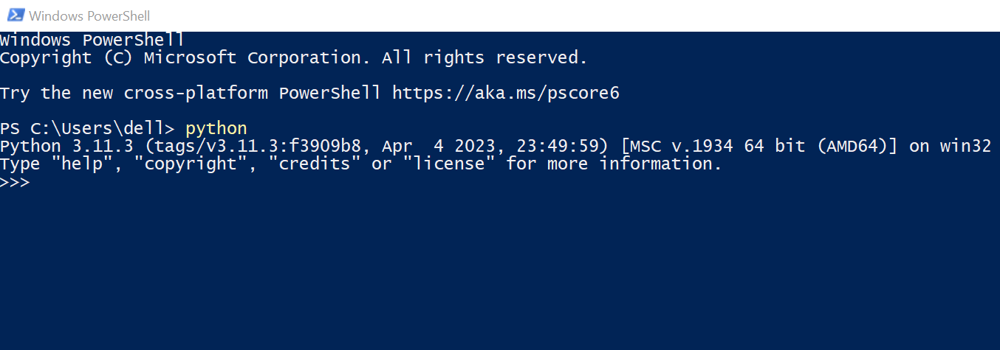 Windows PowerShell
Windows PowerShell
Copyright (C) Microsoft Corporation. All rights reserved.
Try the new cross-platform PowerShell https://aka.ms/pscore6
PS C:\Users\dell> python
Python 3.11.3 (tags/v3.11.3:f3909b8, Apr  4 2023, 23:49:59) [MSC v.1934 64 bit (AMD64)] on win32
Type "help", "copyright", "credits" or "license" for more information.
>>>